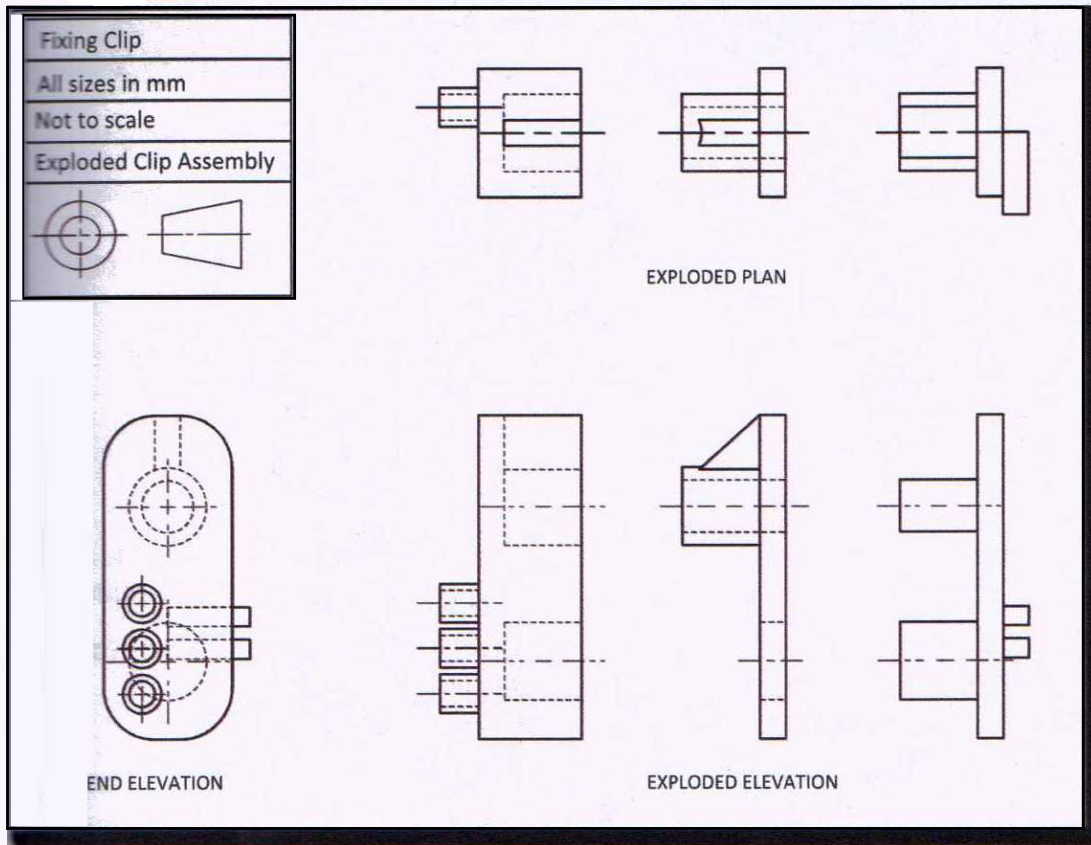 Fixing Clip
All sizes in mm
Not to scale
Exploded Clip Assembly
EXPLODED PLAN
END ELEVATION
EXPLODED ELEVATION